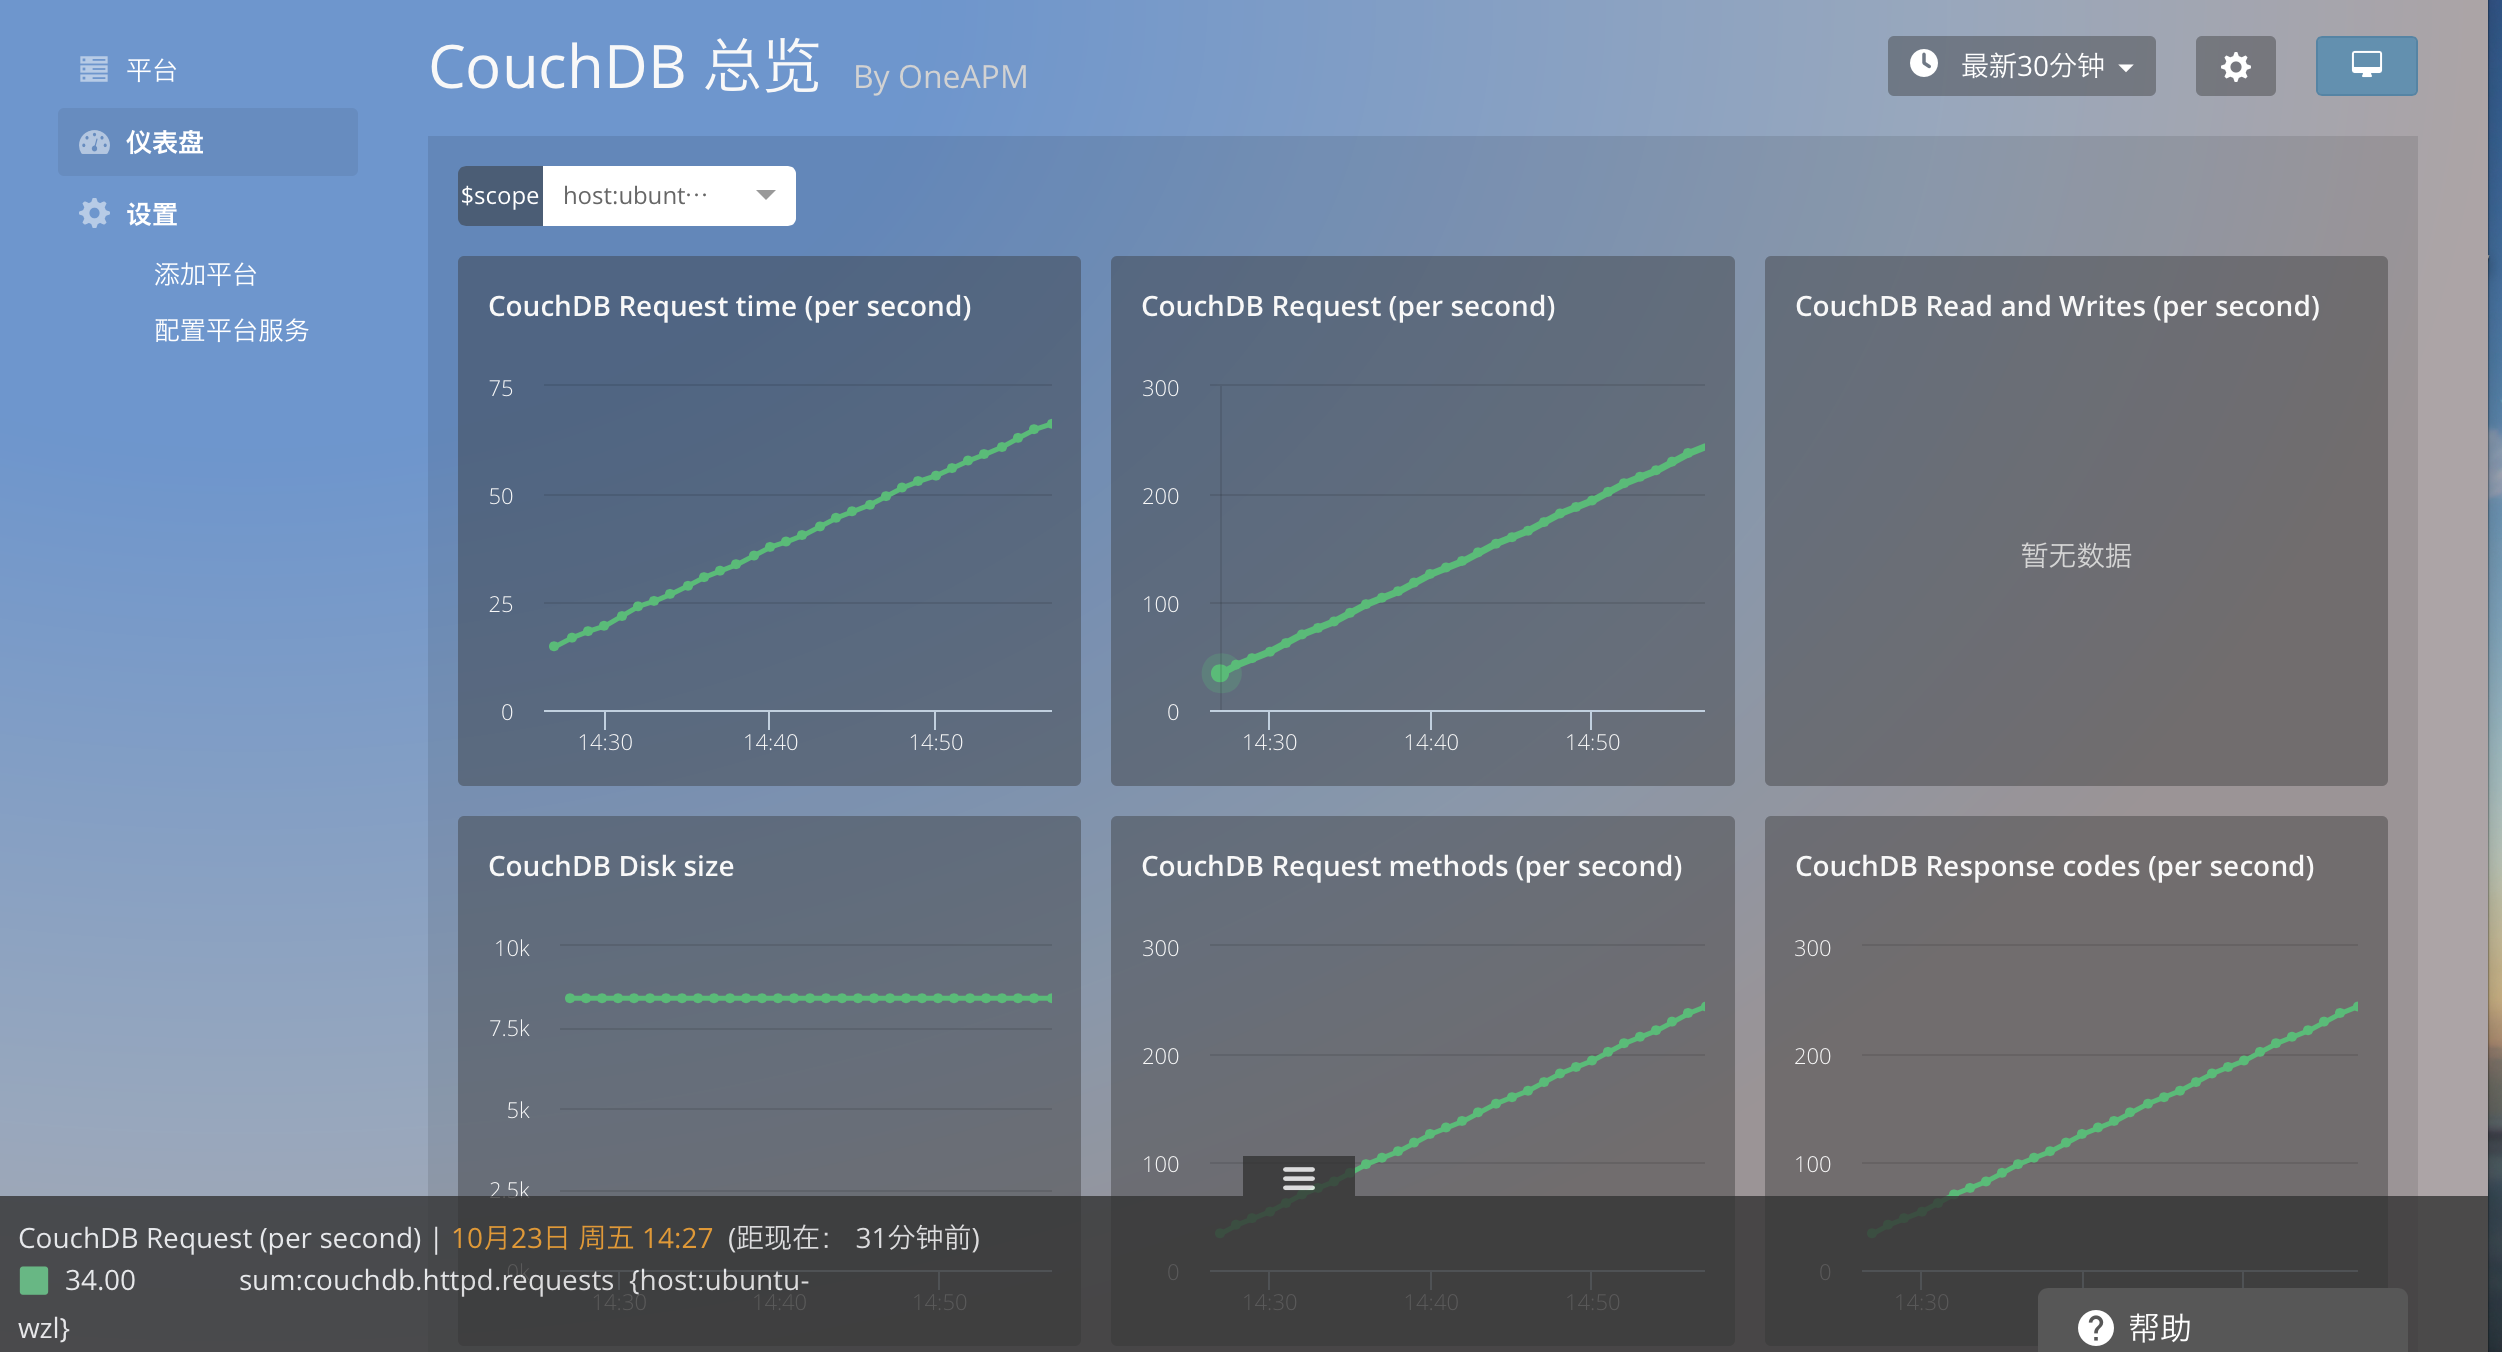 平台
仪表盘
设置
添加平台
配置平台服务
CouchDB 总览 By OneAPM
最新30分钟
$scope host:ubunt···
CouchDB Request time (per second)
75
50
25
0
14:30 14:40 14:50
CouchDB Request (per second)
300
200
100
0
14:30 14:40 14:50
CouchDB Read and Writes (per second)
暂无数据
CouchDB Disk size
10k
7.5k
5k
2.5k
0k
14:30 14:40 14:50
CouchDB Request methods (per second)
300
200
100
0
14:30 14:40 14:50
CouchDB Response codes (per second)
300
200
100
0
14:30
CouchDB Request (per second) | 10月23日 周五 14:27 (距现在： 31分钟前)
34.00 sum:couchdb.httpd.requests {host:ubuntu-
wzl}
帮助